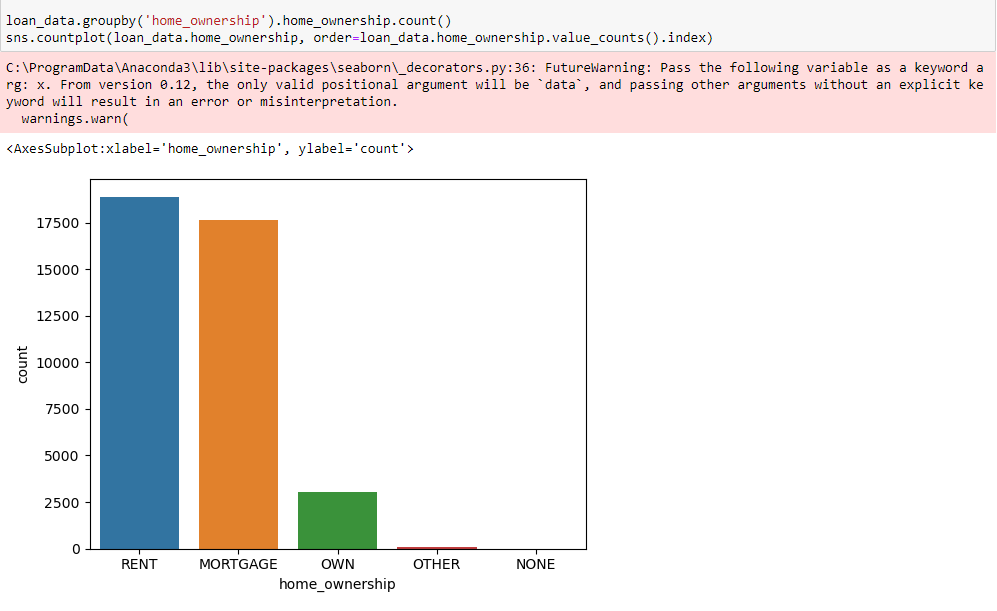 loan_data.groupby('home_ownership').home_ownership.count()
sns.countplot(loan_data.home_ownership, order=loan_data.home_ownership.value_counts().index)
C:\ProgramData\Anaconda3\lib\site-packages\seaborn\_decorators.py:36: FutureWarning: Pass the following variable as a keyword a
rg: x. From version 0.12, the only valid positional argument will be `data`, and passing other arguments without an explicit ke
yword will result in an error or misinterpretation.
  warnings.warn(
<AxesSubplot:xlabel='home_ownership', ylabel='count'>
17500
15000
12500
10000
7500
5000
2500
0
count
RENT MORTGAGE OWN OTHER NONE
home_ownership